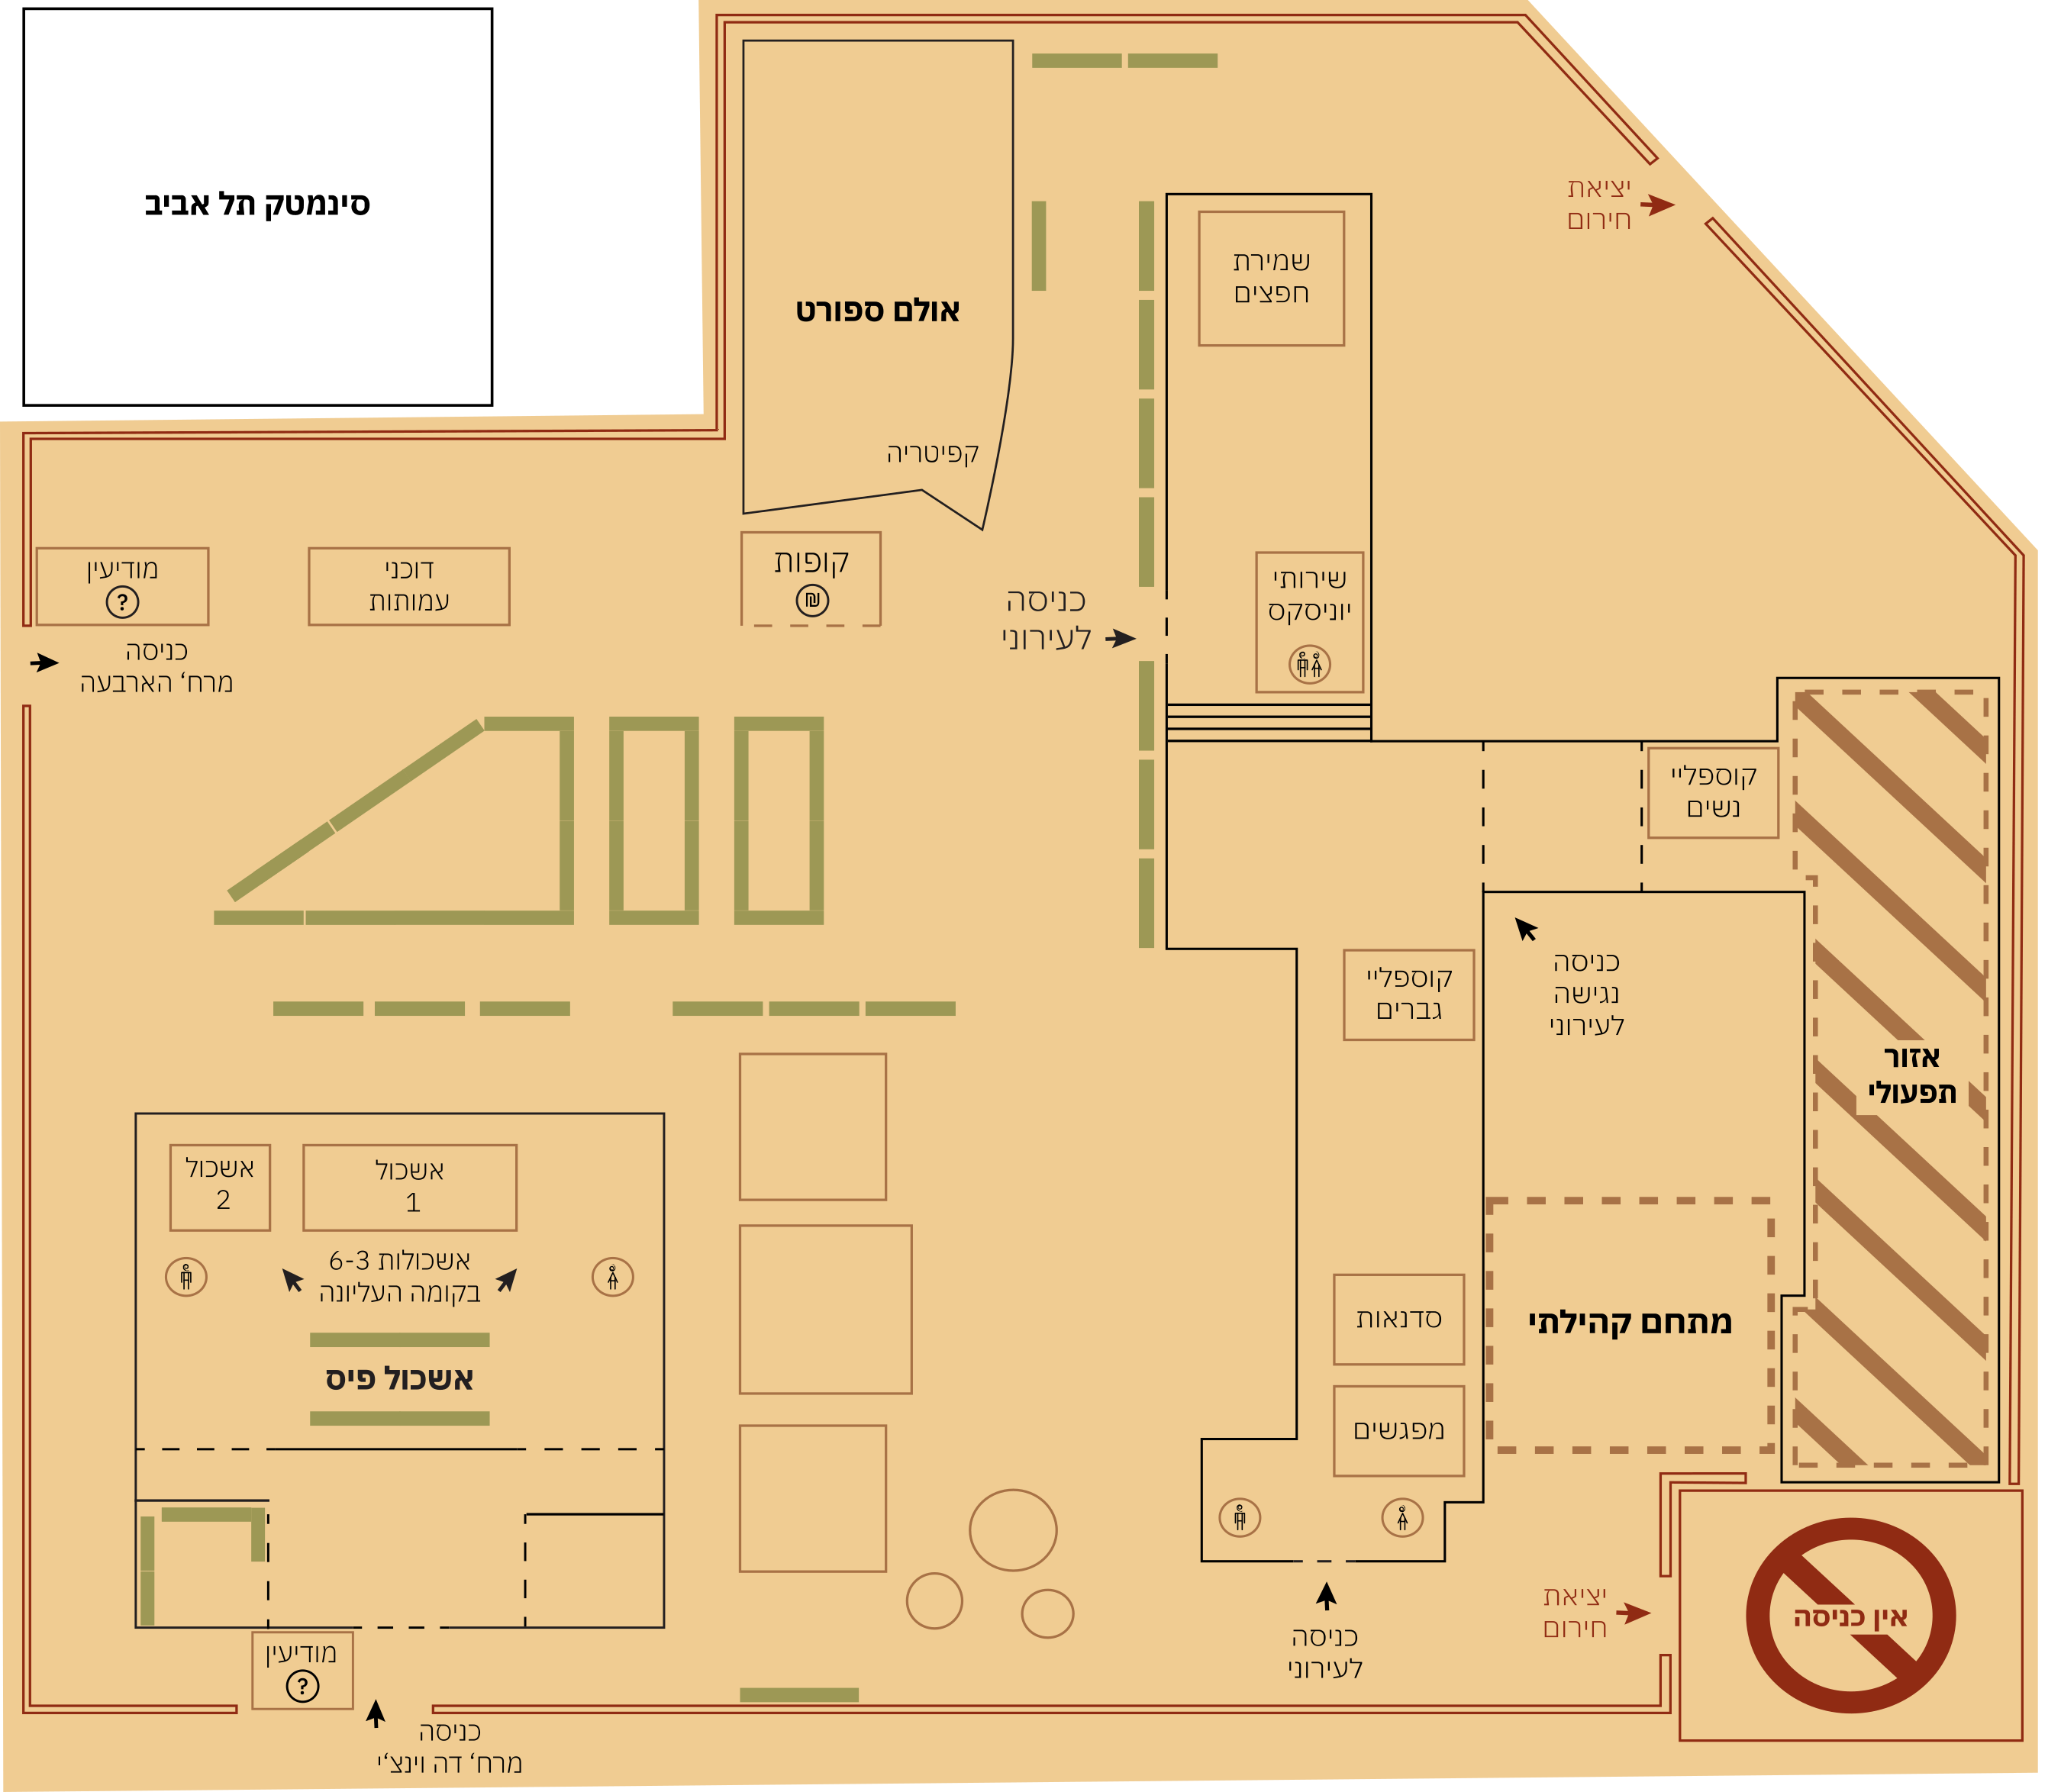 סינמטק תל אביב
אולם ספורט
קפיטריה
יציאת
חירום
שמירת
חפצים
מודיעין
?
דוכני
עמותות
קופות
₪
כניסה
לעירוני
שירותי
יוניסקס
כניסה
מרח' הארבעה
קוספליי
נשים
קוספליי
גברים
כניסה
נגישה
לעירוני
אזור
תפעולי
אשכול
1
אשכול
2
אשכולות 6-3
בקומה העליונה
אשכול פיס
סדנאות
מתחם קהילתי
מפגשים
יציאת
חירום
אין כניסה
כניסה
לעירוני
מודיעין
?
כניסה
מרח' דה וינצ'י